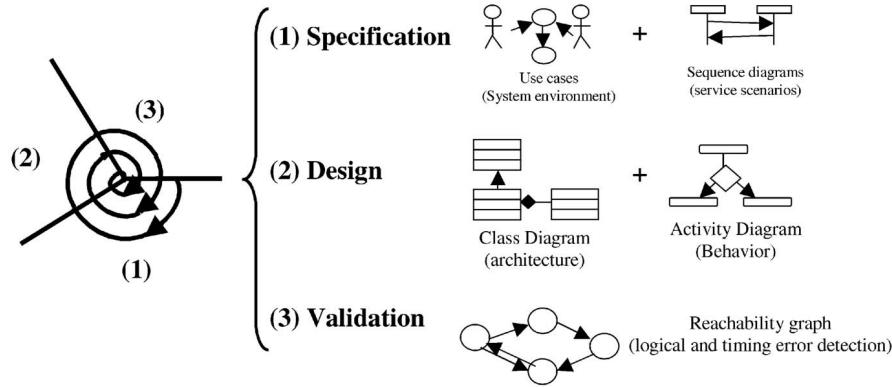 (3)
(2)
(1)
(1) Specification
+
Use cases
(System environment)
Sequence diagrams
(service scenarios)
(2) Design
+
Class Diagram
(architecture)
Activity Diagram
(Behavior)
(3) Validation
Reachability graph
(logical and timing error detection)